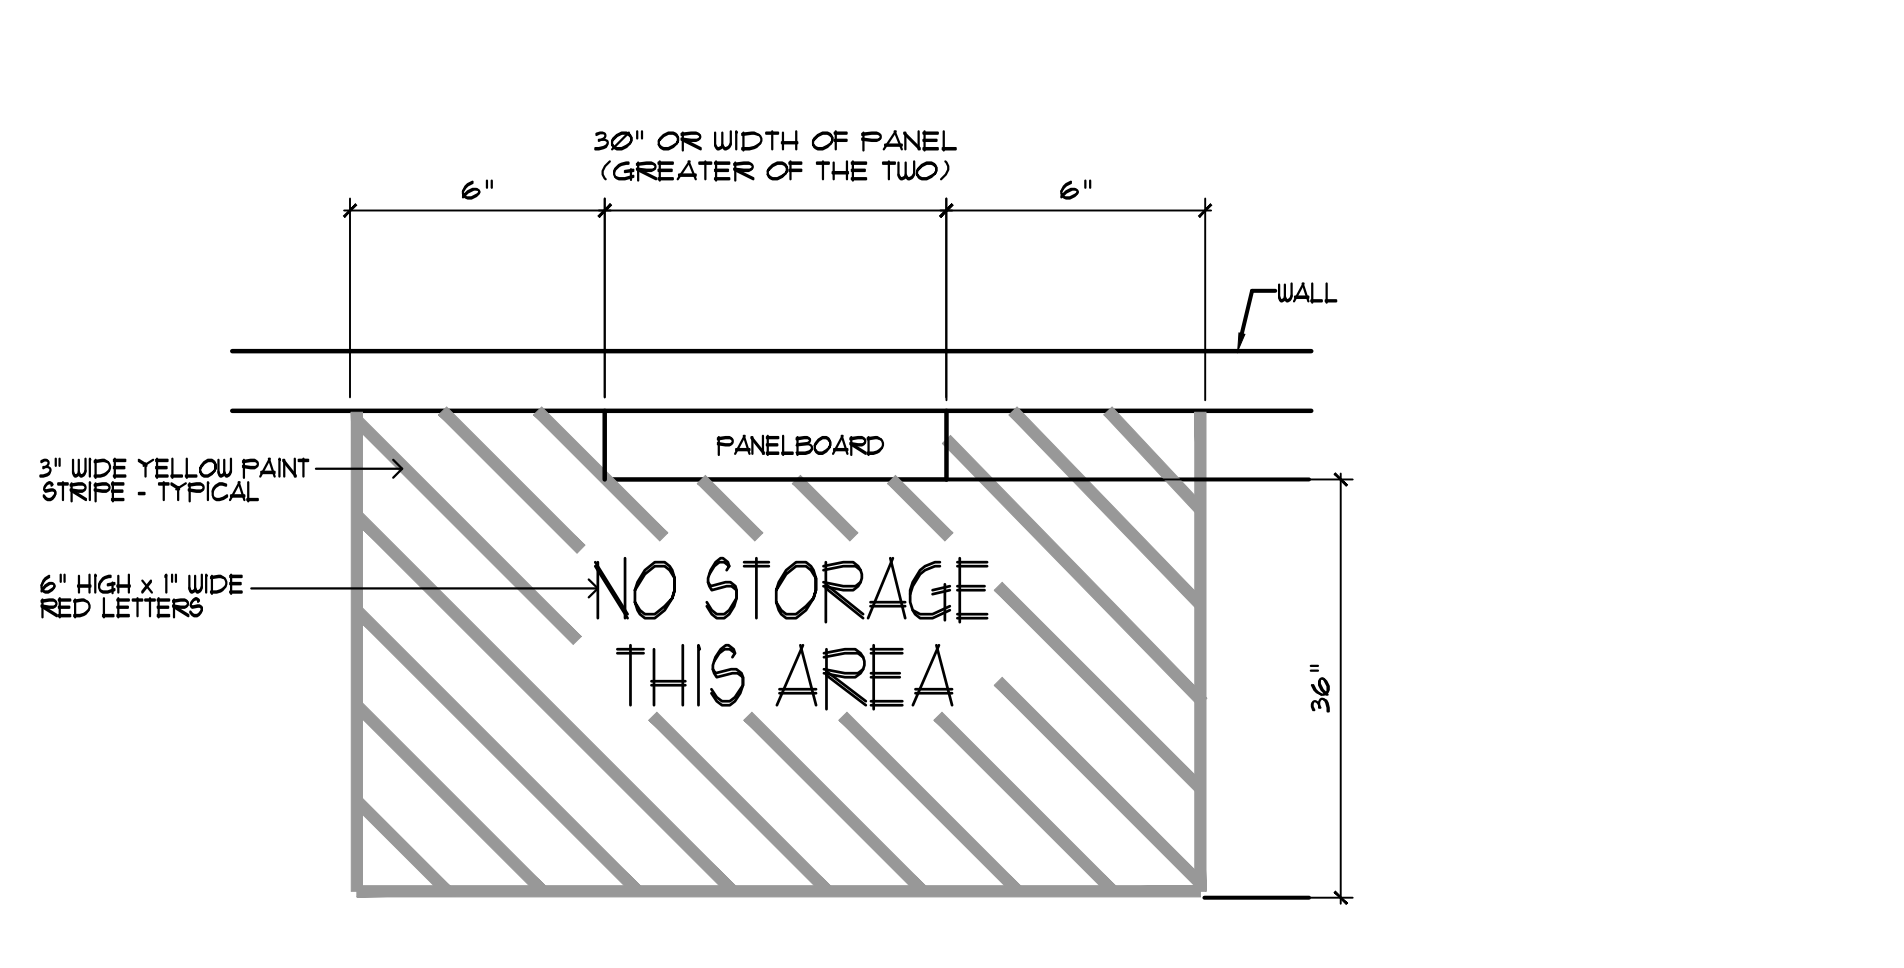 30" OR WIDTH OF PANEL
(GREATER OF THE TWO)
6"
6"
WALL
PANELBOARD
3" WIDE YELLOW PAINT
STRIPE - TYPICAL
6" HIGH x 1" WIDE
RED LETTERS
NO STORAGE
THIS AREA
36"